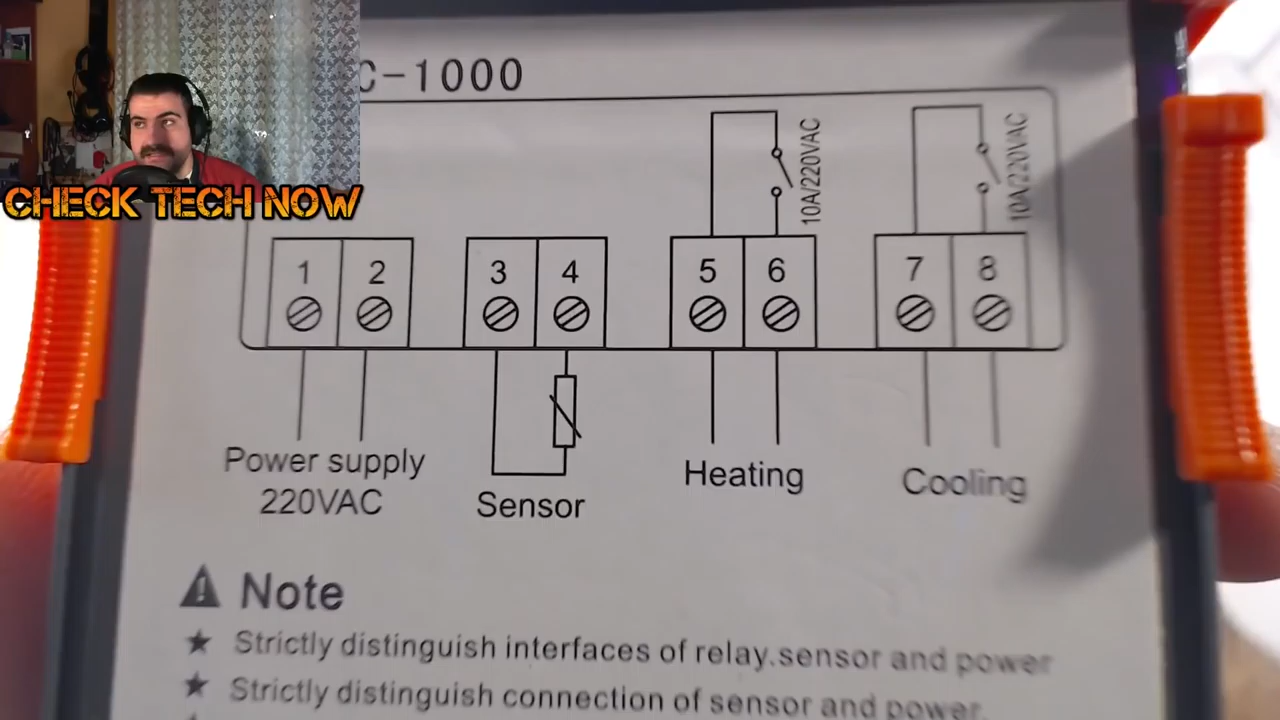 C-1000
10A/220VAC
10A/220VAC
CHECK TECH NOW
1 2 3 4 5 6 7 8
Power supply
220VAC
Sensor
Heating
Cooling
Note
★ Strictly distinguish interfaces of relay.sensor and power
★ Strictly distinguish connection of sensor and power.